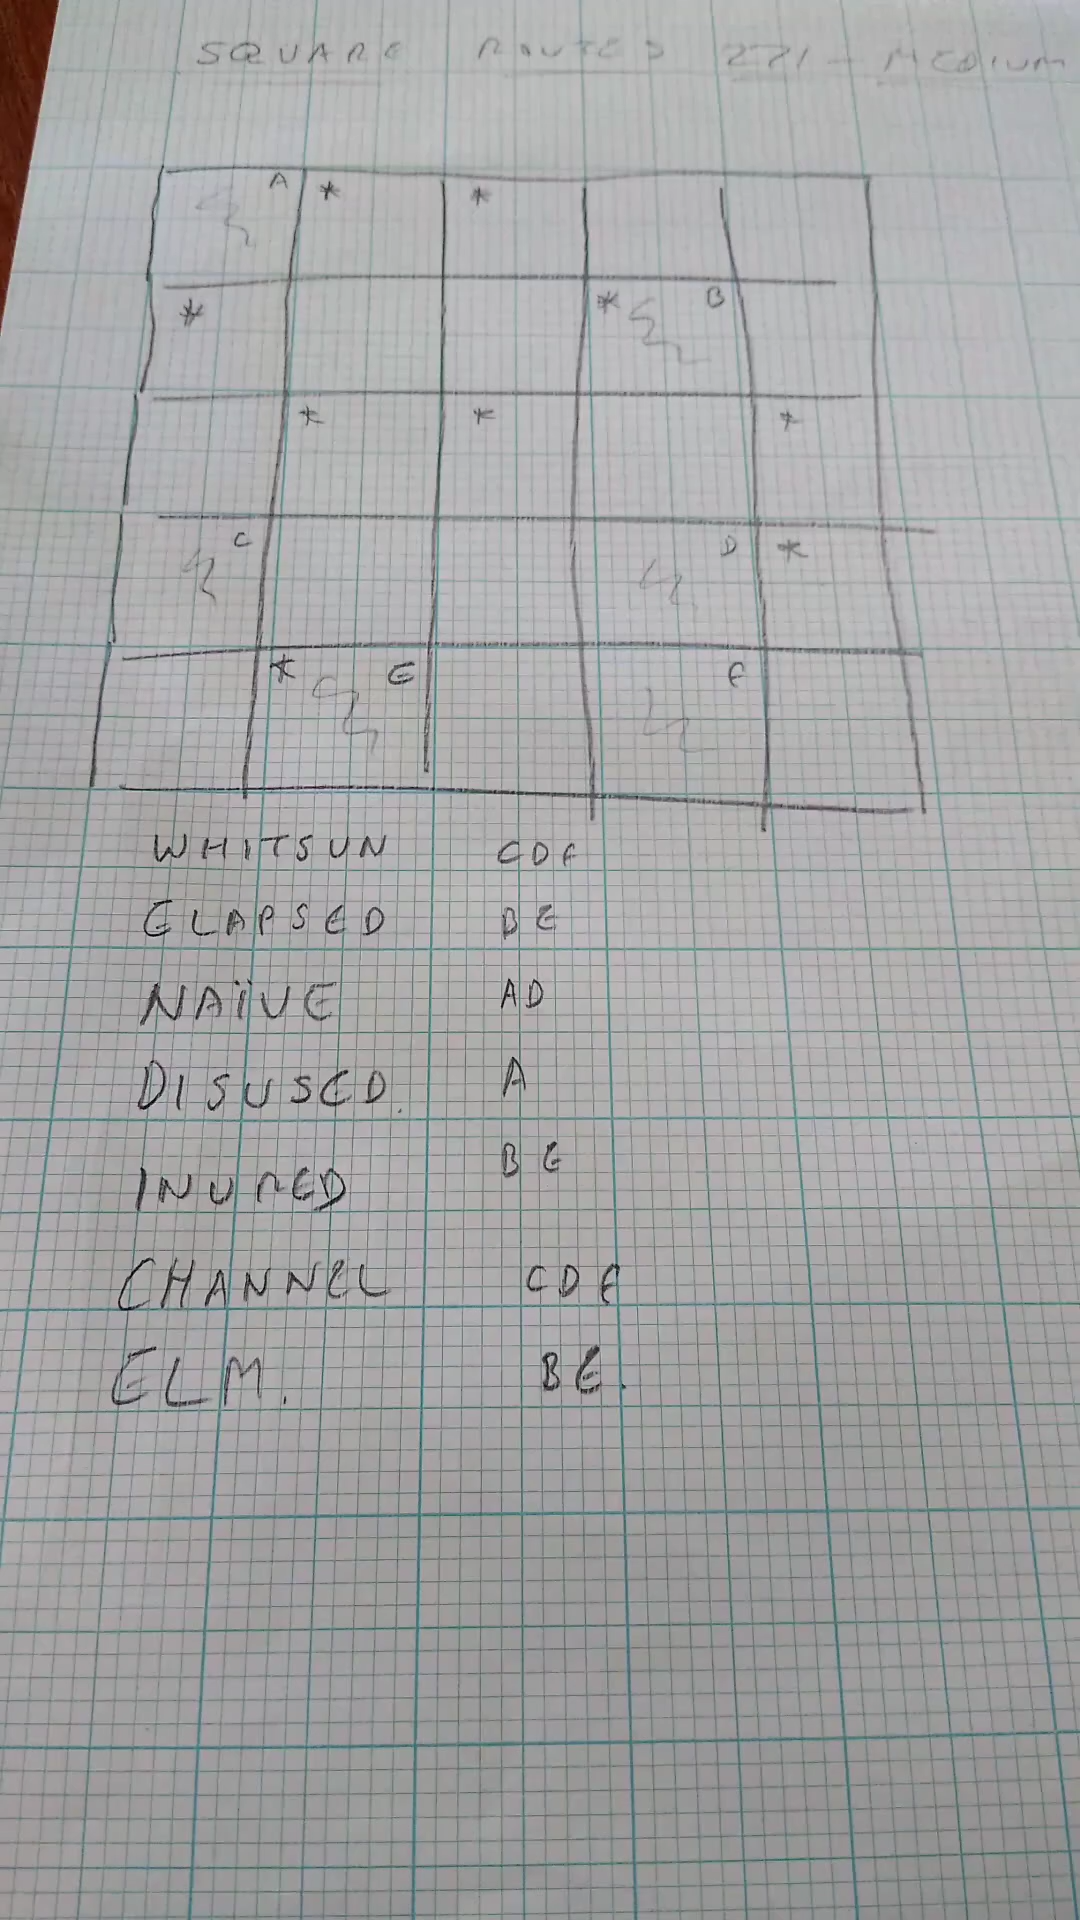 SQUARE ROUTES 221 - MEDIUM
A * *
* * B
* * *
C D *
* E F
WHITSUN CDF
ELAPSED BE
NAÏVE AD
DISUSED. A
INURED BE
CHANNEL CDF
ELM. BE.